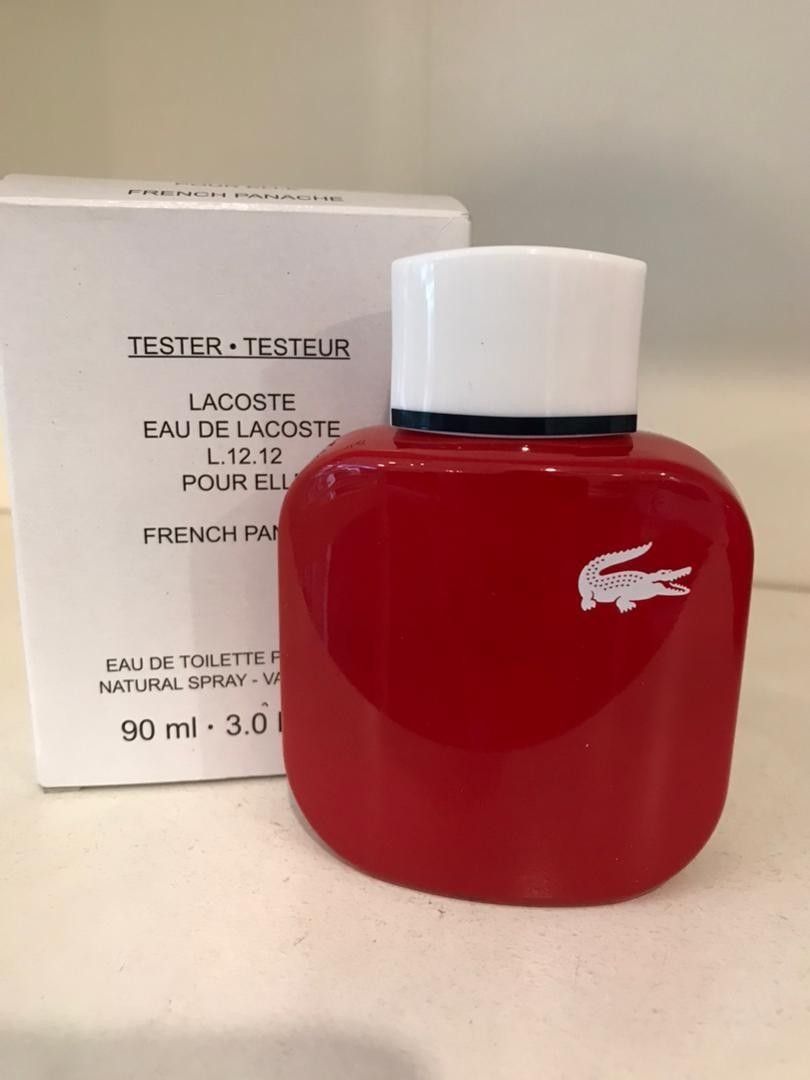 FRENCH PANACHE
TESTER • TESTEUR
LACOSTE
EAU DE LACOSTE
L.12.12
POUR ELL
FRENCH PAN
EAU DE TOILETTE P
NATURAL SPRAY - VA
90 ml · 3.0